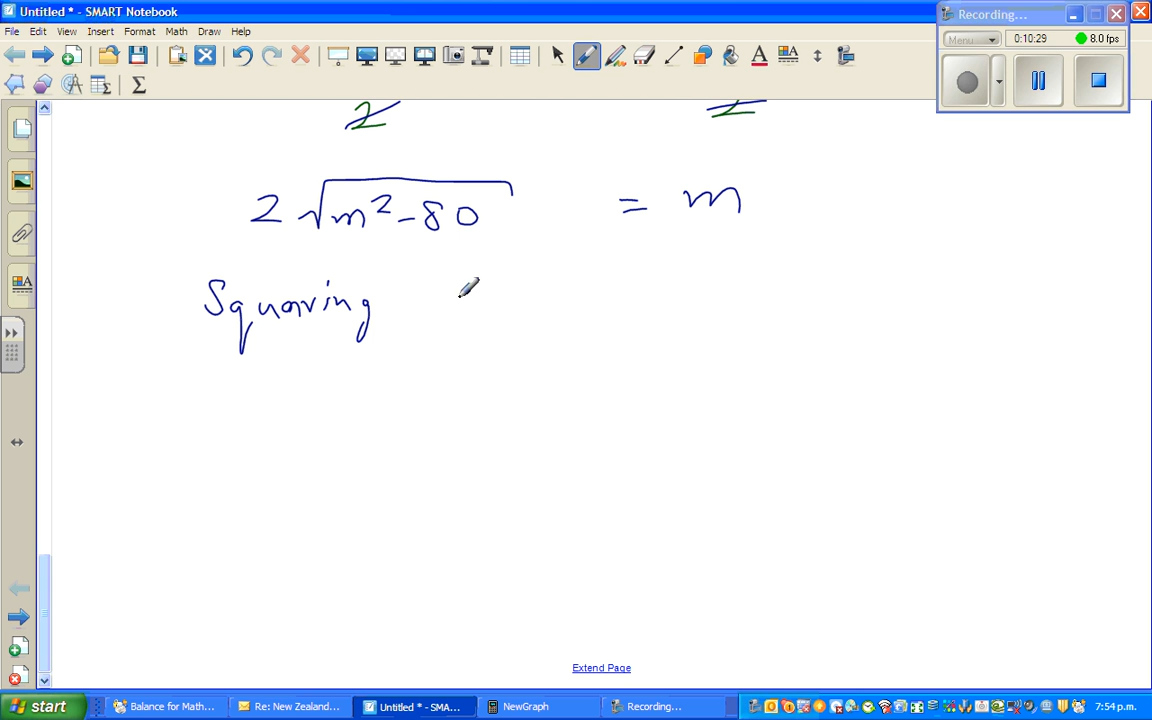 Untitled * - SMART Notebook
Recording...
File Edit View Insert Format Math Draw Help
Menu 0:10:29 8.0 fps
2 2
2 √m²-80 = m
Squaring
Extend Page
start Balance for Math... Re: New Zealand... Untitled * - SMA... NewGraph Recording... 7:54 p.m.